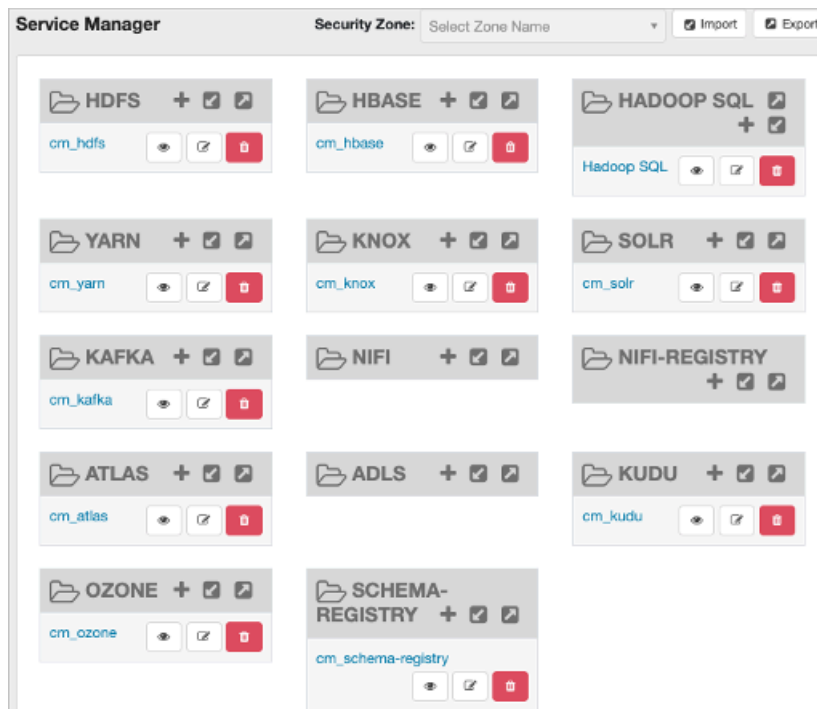 Service Manager
Security Zone: Select Zone Name Import Export
HDFS
cm_hdfs
HBASE
cm_hbase
HADOOP SQL
Hadoop SQL
YARN
cm_yarn
KNOX
cm_knox
SOLR
cm_solr
KAFKA
cm_kafka
NIFI
NIFI-REGISTRY
ATLAS
cm_atlas
ADLS
KUDU
cm_kudu
OZONE
cm_ozone
SCHEMA-
REGISTRY
cm_schema-registry